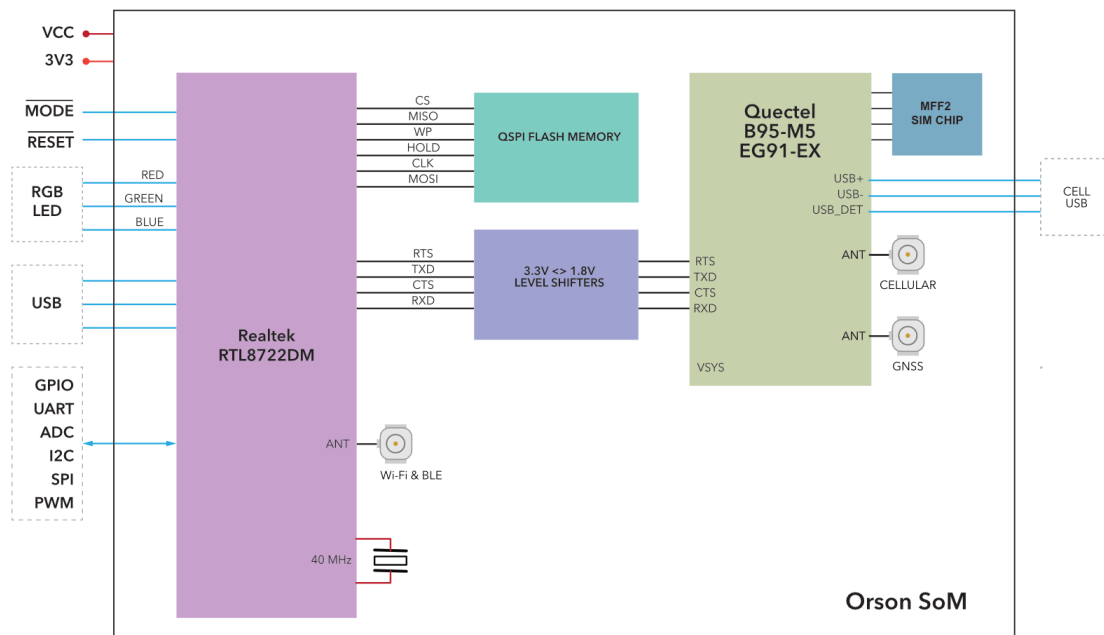 VCC
3V3
MODE
RESET
RGB
LED
RED
GREEN
BLUE
USB
GPIO
UART
ADC
I2C
SPI
PWM
Realtek
RTL8722DM
CS
MISO
WP
HOLD
CLK
MOSI
QSPI FLASH MEMORY
RTS
TXD
CTS
RXD
3.3V <> 1.8V
LEVEL SHIFTERS
RTS
TXD
CTS
RXD
VSYS
Quectel
B95-M5
EG91-EX
MFF2
SIM CHIP
USB+
USB-
USB_DET
CELL
USB
ANT
CELLULAR
ANT
GNSS
ANT
Wi-Fi & BLE
40 MHz
Orson SoM